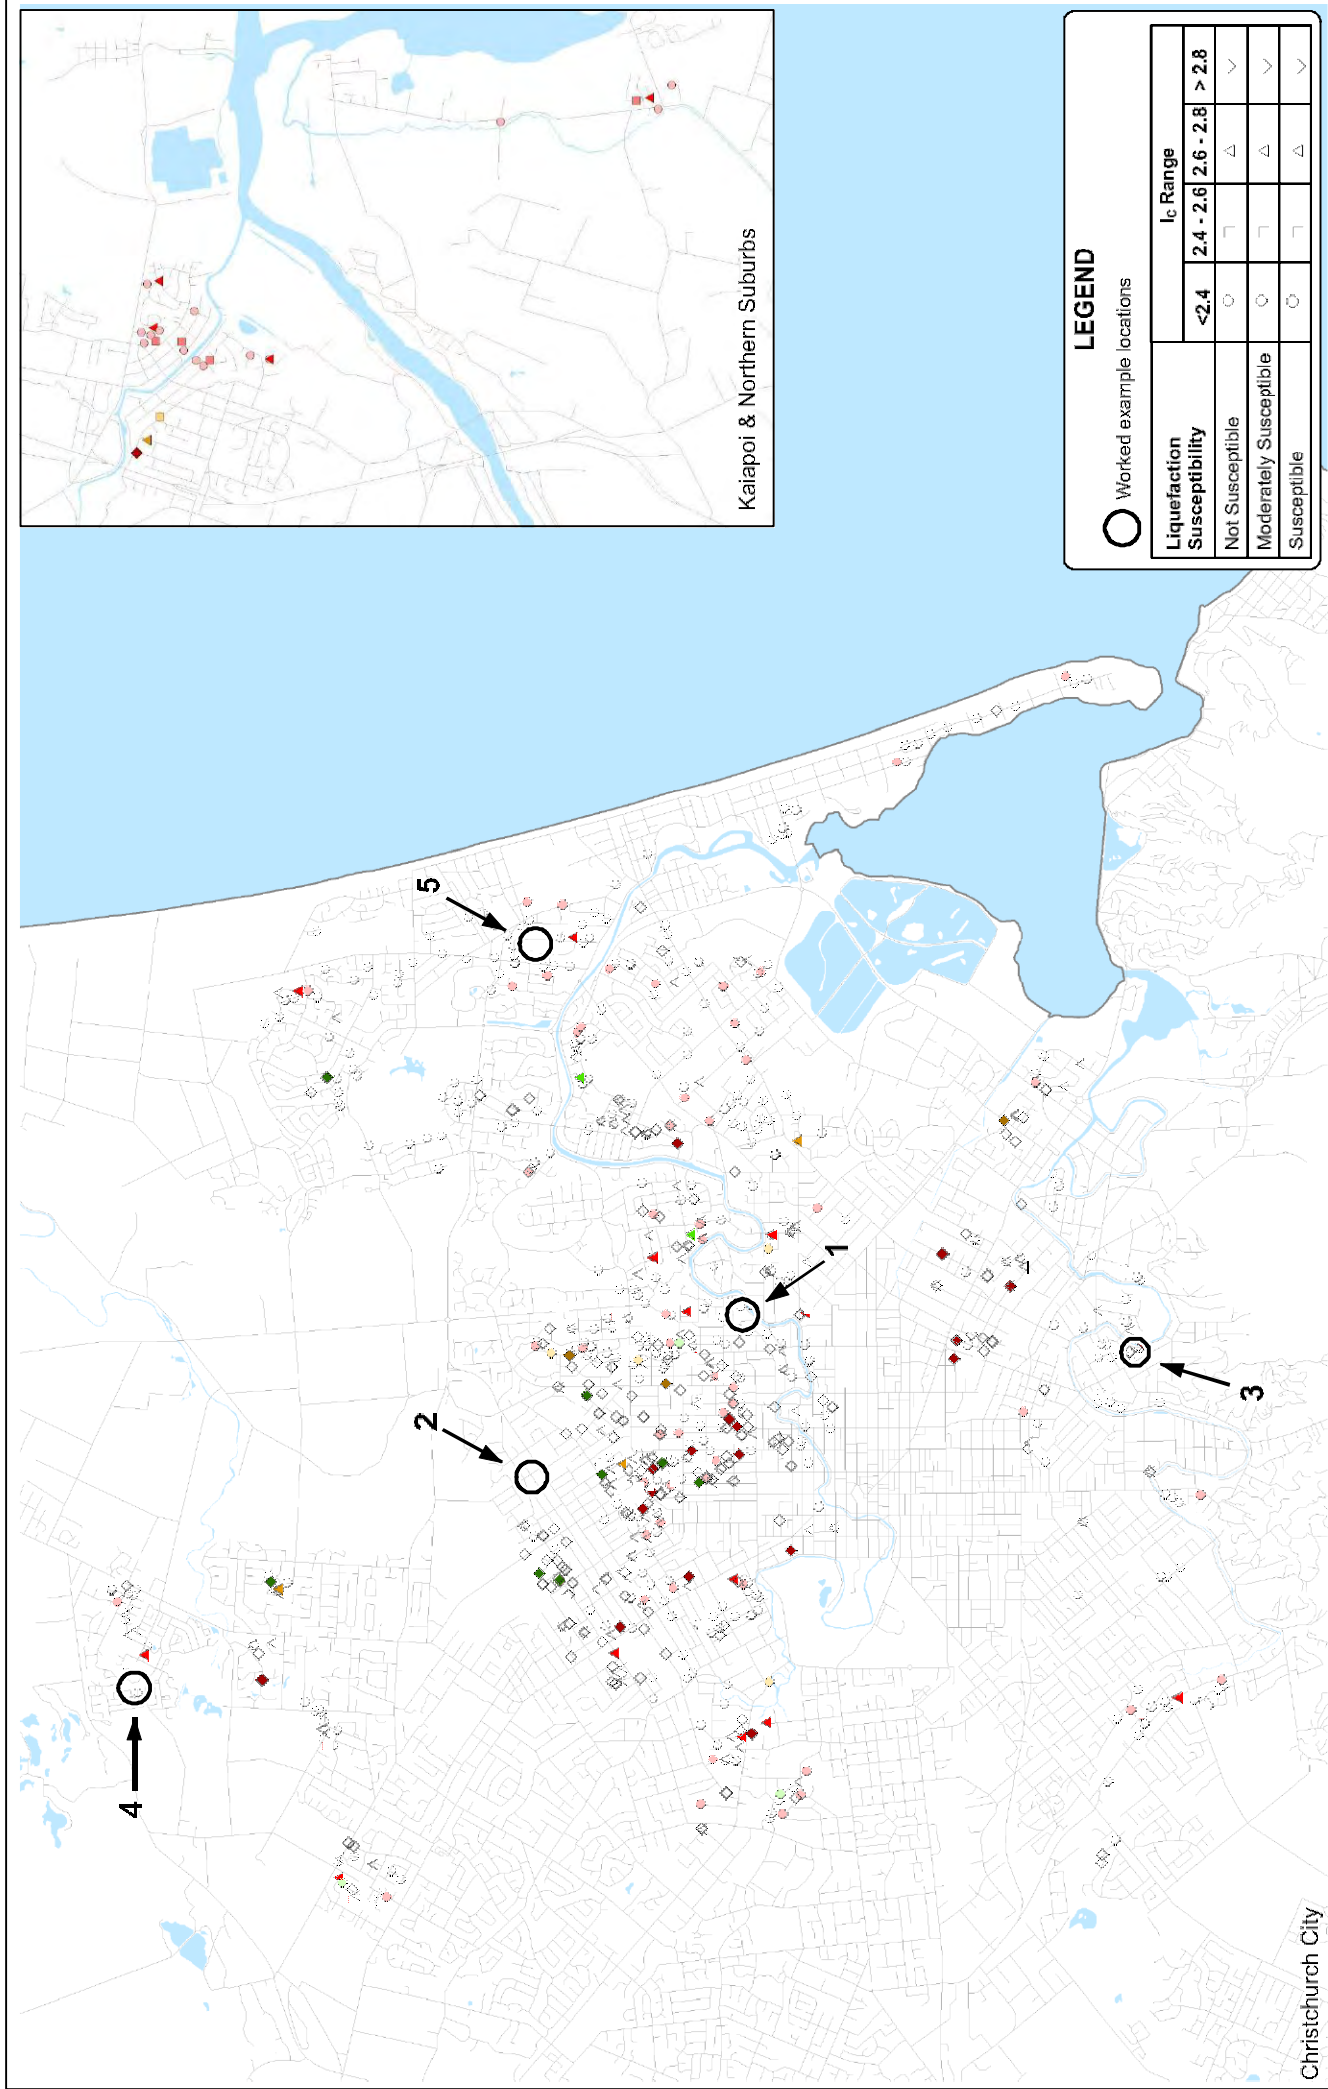 Kaiapoi & Northern Suburbs
LEGEND
Worked example locations
Liquefaction Susceptibility
I_C Range
<2.4
2.4 - 2.6
2.6 - 2.8
> 2.8
Not Susceptible
Moderately Susceptible
Susceptible
5
1
2
3
4
Christchurch City